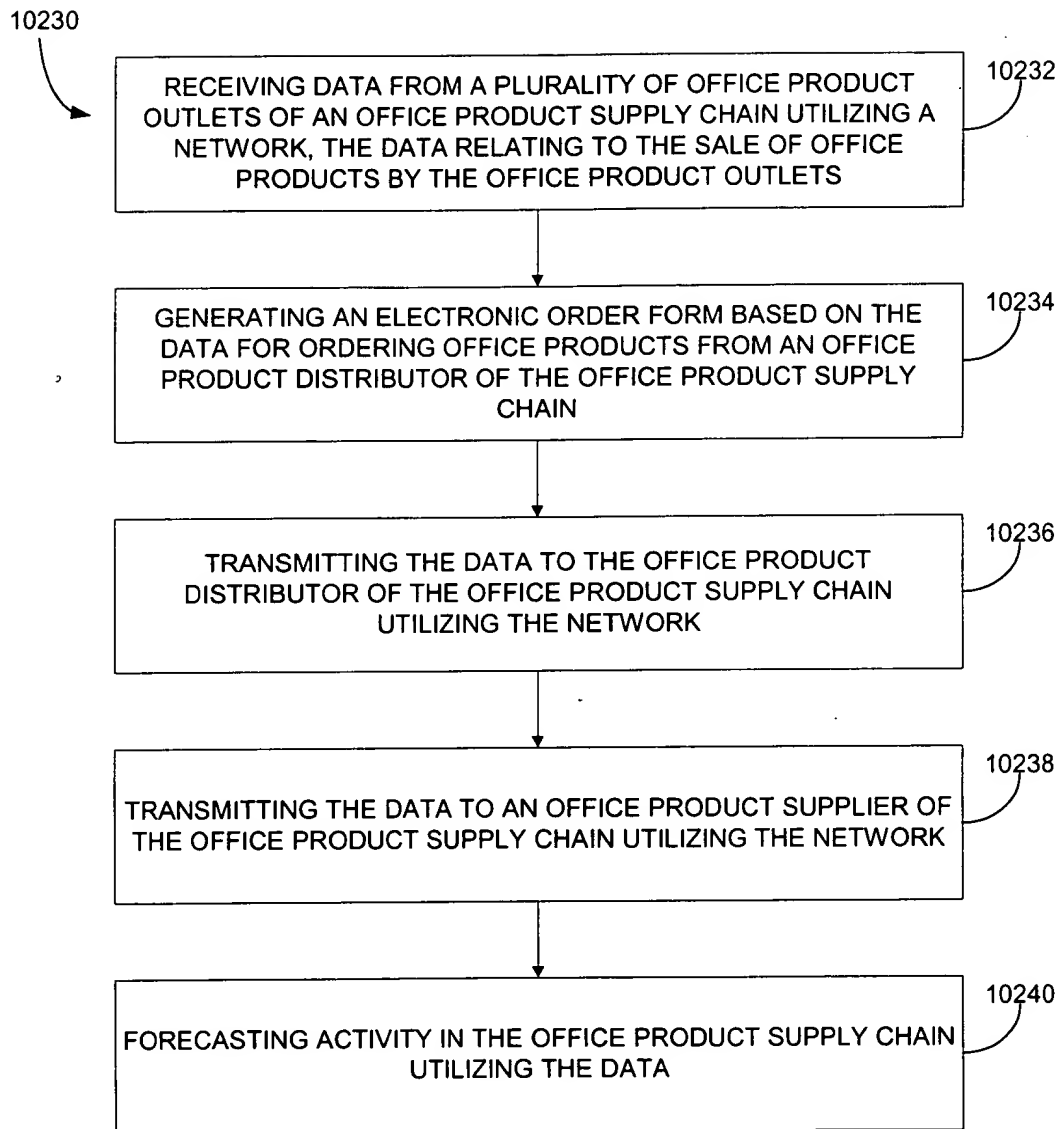 10230
10232
RECEIVING DATA FROM A PLURALITY OF OFFICE PRODUCT
OUTLETS OF AN OFFICE PRODUCT SUPPLY CHAIN UTILIZING A
NETWORK, THE DATA RELATING TO THE SALE OF OFFICE
PRODUCTS BY THE OFFICE PRODUCT OUTLETS
10234
GENERATING AN ELECTRONIC ORDER FORM BASED ON THE
DATA FOR ORDERING OFFICE PRODUCTS FROM AN OFFICE
PRODUCT DISTRIBUTOR OF THE OFFICE PRODUCT SUPPLY
CHAIN
10236
TRANSMITTING THE DATA TO THE OFFICE PRODUCT
DISTRIBUTOR OF THE OFFICE PRODUCT SUPPLY CHAIN
UTILIZING THE NETWORK
10238
TRANSMITTING THE DATA TO AN OFFICE PRODUCT SUPPLIER OF
THE OFFICE PRODUCT SUPPLY CHAIN UTILIZING THE NETWORK
10240
FORECASTING ACTIVITY IN THE OFFICE PRODUCT SUPPLY CHAIN
UTILIZING THE DATA